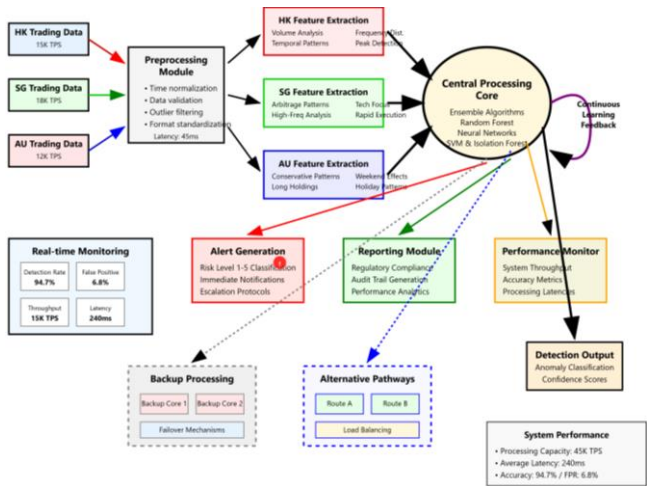 HK Trading Data
15K TPS
SG Trading Data
18K TPS
AU Trading Data
12K TPS
Preprocessing
Module
• Time normalization
• Data validation
• Outlier filtering
• Format standardization
Latency: 45ms
HK Feature Extraction
Volume Analysis Frequency Dist.
Temporal Patterns Peak Detection
SG Feature Extraction
Arbitrage Patterns Tech Focus
High-Freq Analysis Rapid Execution
AU Feature Extraction
Conservative Patterns Weekend Effects
Long Holdings Holiday Patterns
Central Processing
Core
Ensemble Algorithms
Random Forest
Neural Networks
SVM & Isolation Forest
Continuous
Learning
Feedback
Real-time Monitoring
Detection Rate False Positive
94.7% 6.8%
Throughput Latency
15K TPS 240ms
Alert Generation
Risk Level 1-5 Classification
Immediate Notifications
Escalation Protocols
Reporting Module
Regulatory Compliance
Audit Trail Generation
Performance Analytics
Performance Monitor
System Throughput
Accuracy Metrics
Processing Latencies
Detection Output
Anomaly Classification
Confidence Scores
Backup Processing
Backup Core 1 Backup Core 2
Failover Mechanisms
Alternative Pathways
Route A Route B
Load Balancing
System Performance
• Processing Capacity: 45K TPS
• Average Latency: 240ms
• Accuracy: 94.7% / FPR: 6.8%